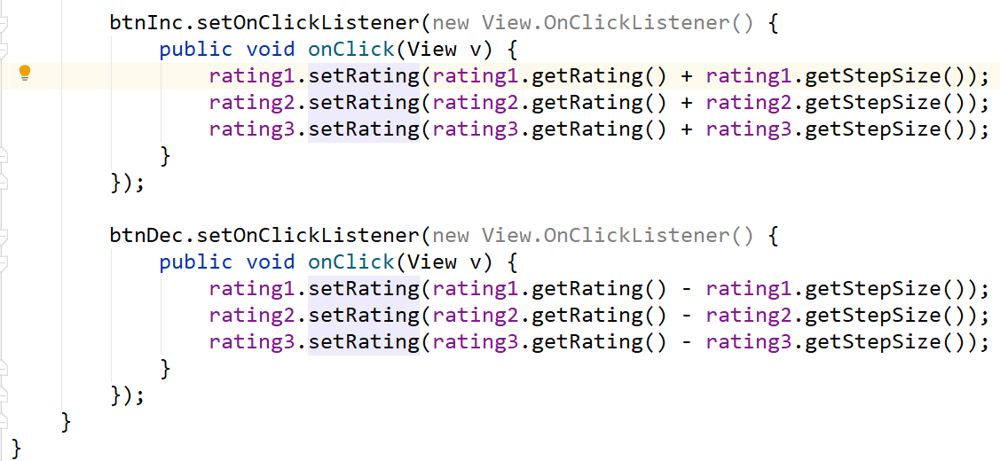 btnInc.setOnClickListener(new View.OnClickListener() {
public void onClick(View v) {
rating1.setRating(rating1.getRating() + rating1.getStepSize());
rating2.setRating(rating2.getRating() + rating2.getStepSize());
rating3.setRating(rating3.getRating() + rating3.getStepSize());
}
});
btnDec.setOnClickListener(new View.OnClickListener() {
public void onClick(View v) {
rating1.setRating(rating1.getRating() - rating1.getStepSize());
rating2.setRating(rating2.getRating() - rating2.getStepSize());
rating3.setRating(rating3.getRating() - rating3.getStepSize());
}
});
}
}